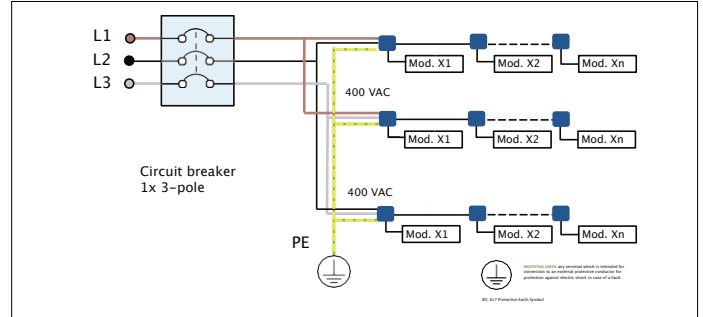 L1
L2
L3
Mod. X1
Mod. X2
Mod. Xn
400 VAC
Mod. X1
Mod. X2
Mod. Xn
Circuit breaker
1x 3-pole
400 VAC
PE
Mod. X1
Mod. X2
Mod. Xn
PROTECTIVE EARTH: any terminal which is intended for
connection to an external protective conductor for
protection against electric shock in case of a fault.
IEC 417 Protective Earth Symbol